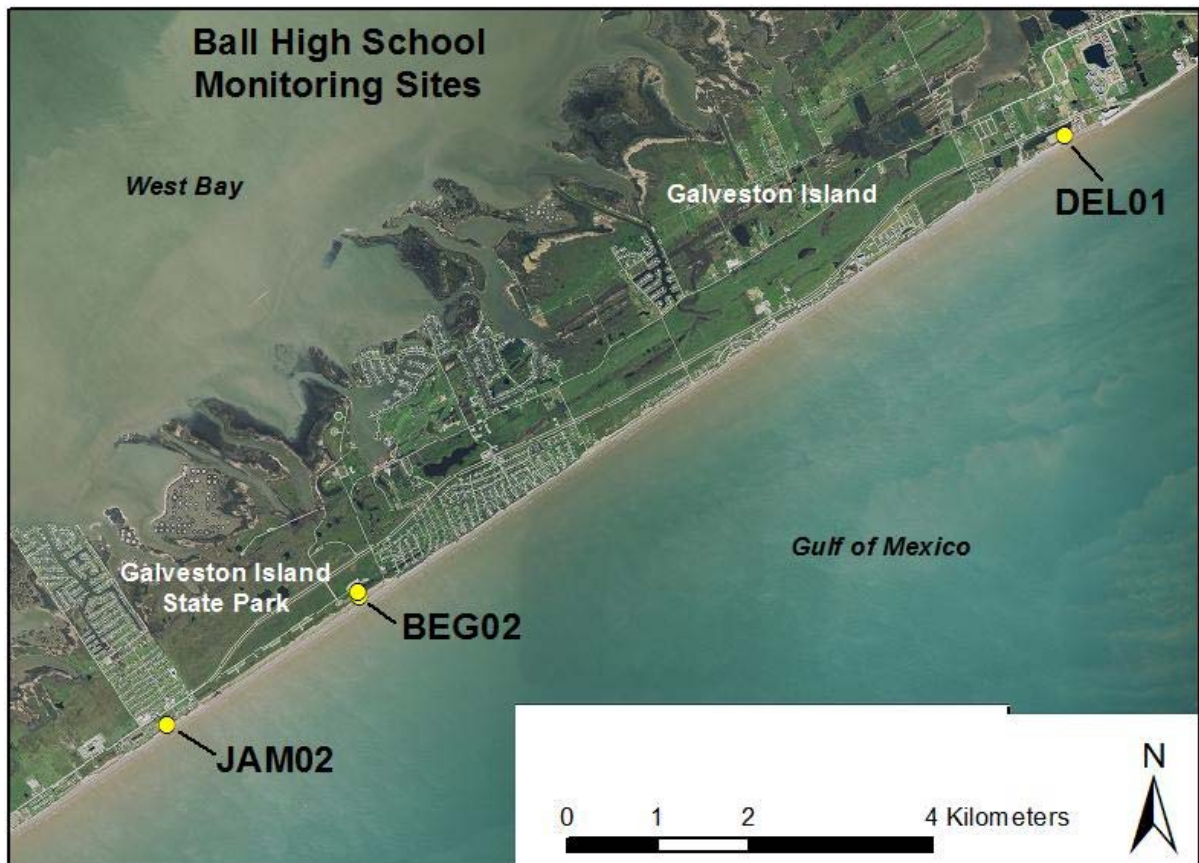 Ball High School
Monitoring Sites
West Bay
Galveston Island
DEL01
Gulf of Mexico
Galveston Island
State Park
BEG02
JAM02
N
0 1 2 4 Kilometers